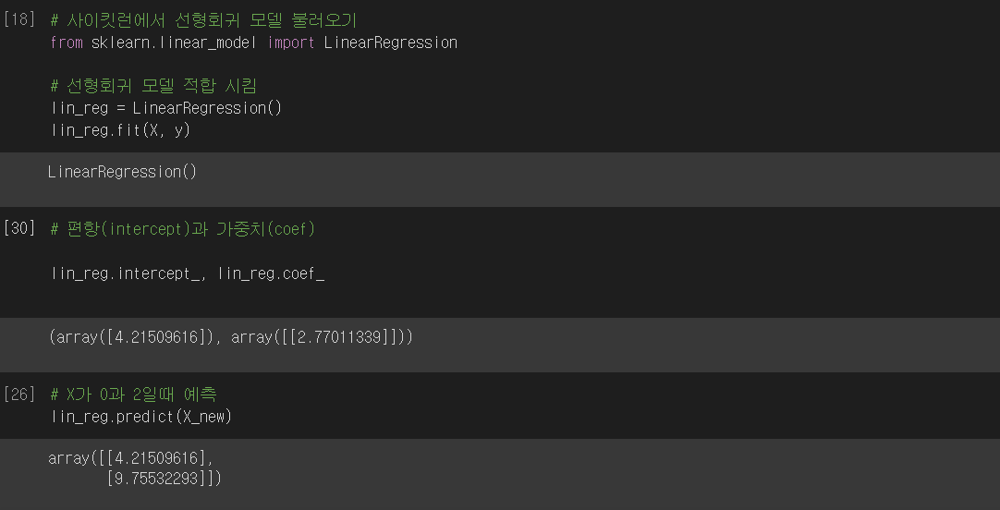 [18] # 사이킷런에서 선형회귀 모델 불러오기
from sklearn.linear_model import LinearRegression
# 선형회귀 모델 적합 시킴
lin_reg = LinearRegression()
lin_reg.fit(X, y)
LinearRegression()
[30] # 편향(intercept)과 가중치(coef)
lin_reg.intercept_, lin_reg.coef_
(array([4.21509616]), array([[2.77011339]]))
[26] # X가 0과 2일때 예측
lin_reg.predict(X_new)
array([[4.21509616],
[9.75532293]])